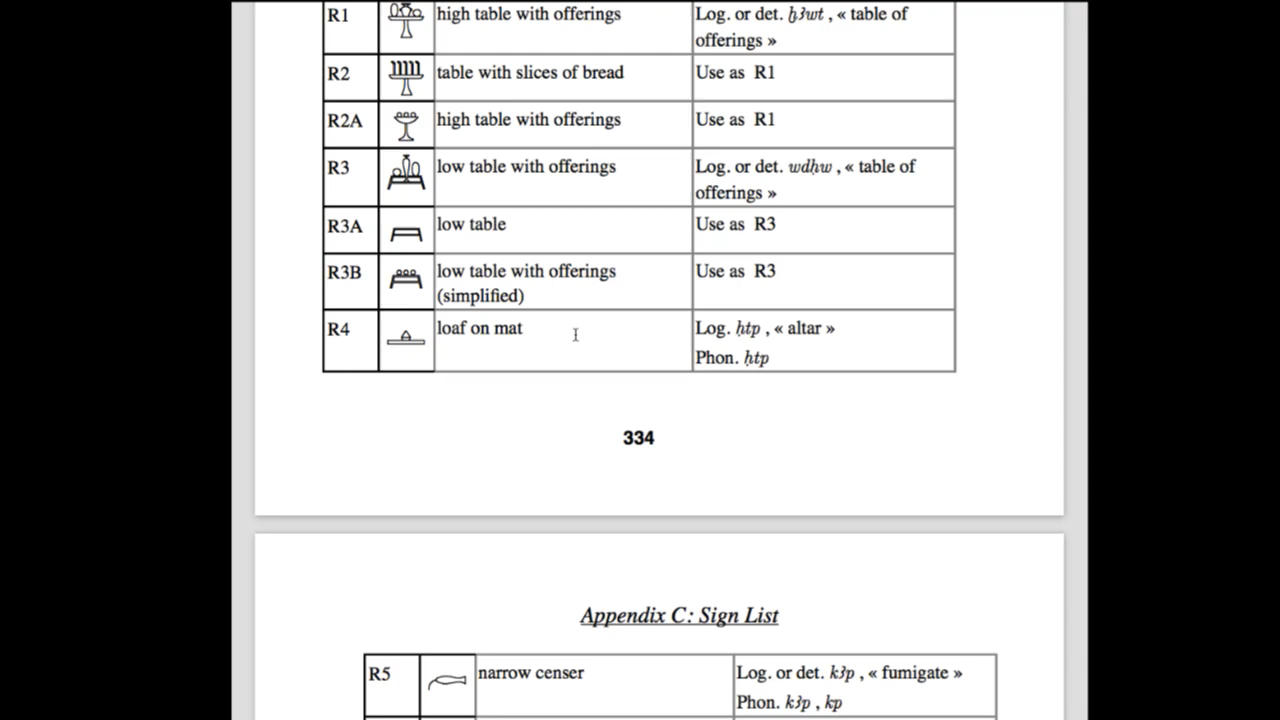 R1 high table with offerings Log. or det. ḫꜣwt , « table of
offerings »
R2 table with slices of bread Use as R1
R2A high table with offerings Use as R1
R3 low table with offerings Log. or det. wdḥw , « table of
offerings »
R3A low table Use as R3
R3B low table with offerings Use as R3
(simplified)
R4 loaf on mat Log. ḥtp , « altar »
Phon. ḥtp
334
Appendix C: Sign List
R5 narrow censer Log. or det. kꜣp , « fumigate »
Phon. kꜣp , kp